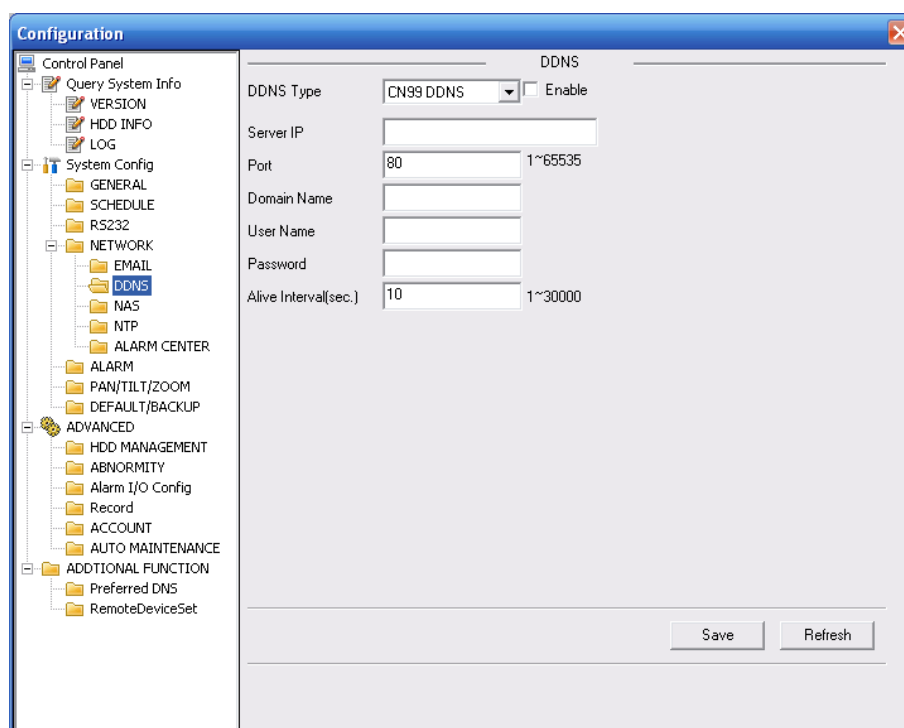 Configuration
Control Panel
Query System Info
VERSION
HDD INFO
LOG
System Config
GENERAL
SCHEDULE
RS232
NETWORK
EMAIL
DDNS
NAS
NTP
ALARM CENTER
ALARM
PAN/TILT/ZOOM
DEFAULT/BACKUP
ADVANCED
HDD MANAGEMENT
ABNORMITY
Alarm I/O Config
Record
ACCOUNT
AUTO MAINTENANCE
ADDTIONAL FUNCTION
Preferred DNS
RemoteDeviceSet
DDNS
DDNS Type CN99 DDNS Enable
Server IP
Port 80 1~65535
Domain Name
User Name
Password
Alive Interval(sec.) 10 1~30000
Save Refresh